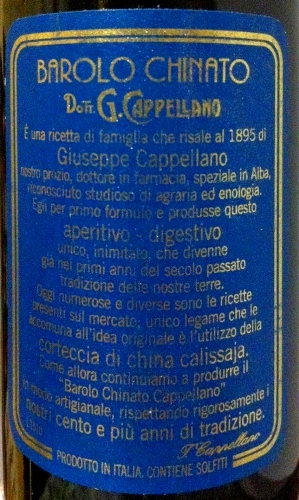 BAROLO CHINATO
DOTT. G. CAPPELLANO
È una ricetta di famiglia che risale al 1895 di
Giuseppe Cappellano
nostro prozio, dottore in farmacia, speziale in Alba,
riconosciuto studioso di agraria ed enologia.
Egli per primo formulò e produsse questo
aperitivo - digestivo
unico, inimitato, che divenne
già nei primi anni del secolo passato
tradizione delle nostre terre.
Oggi numerose e diverse sono le ricette
presenti sul mercato; unico legame che le
accomuna all'idea originale è l'utilizzo della
corteccia di china calissaja.
Come allora continuiamo a produrre il
"Barolo Chinato Cappellano"
in modo artigianale, rispettando rigorosamente i
nostri cento e più anni di tradizione.
T. Cappellano
PRODOTTO IN ITALIA. CONTIENE SOLFITI